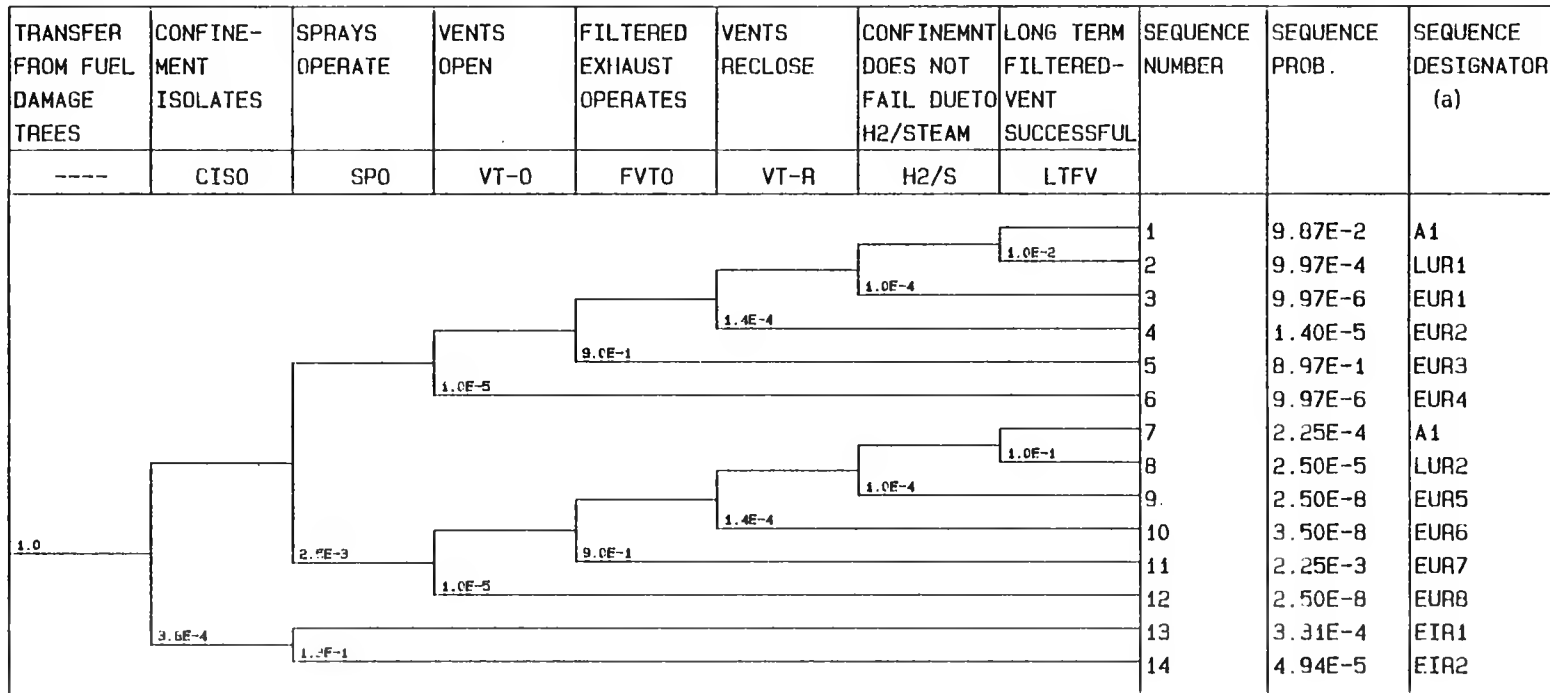 TRANSFER
FROM FUEL
DAMAGE
TREES
CONFINE-
MENT
ISOLATES
SPRAYS
OPERATE
VENTS
OPEN
FILTERED
EXHAUST
OPERATES
VENTS
RECLOSE
CONFINEMNT
DOES NOT
FAIL DUETO
H2/STEAM
LONG TERM
FILTERED-
VENT
SUCCESSFUL
SEQUENCE
NUMBER
SEQUENCE
PROB.
SEQUENCE
DESIGNATOR
(a)
---- CISO SPO VT-O FVTO VT-R H2/S LTFV
1 9.87E-2 A1
1.0E-2
2 9.97E-4 LUR1
1.0E-4
3 9.97E-6 EUR1
1.4E-4
4 1.40E-5 EUR2
9.0E-1
5 8.97E-1 EUR3
1.0E-5
6 9.97E-6 EUR4
7 2.25E-4 A1
1.0E-1
8 2.50E-5 LUR2
1.0E-4
9. 2.50E-8 EUR5
1.4E-4
10 3.50E-8 EUR6
1.0
2.5E-3
9.0E-1
11 2.25E-3 EUR7
1.0E-5
12 2.50E-8 EUR8
13 3.31E-4 EIR1
14 4.94E-5 EIR2